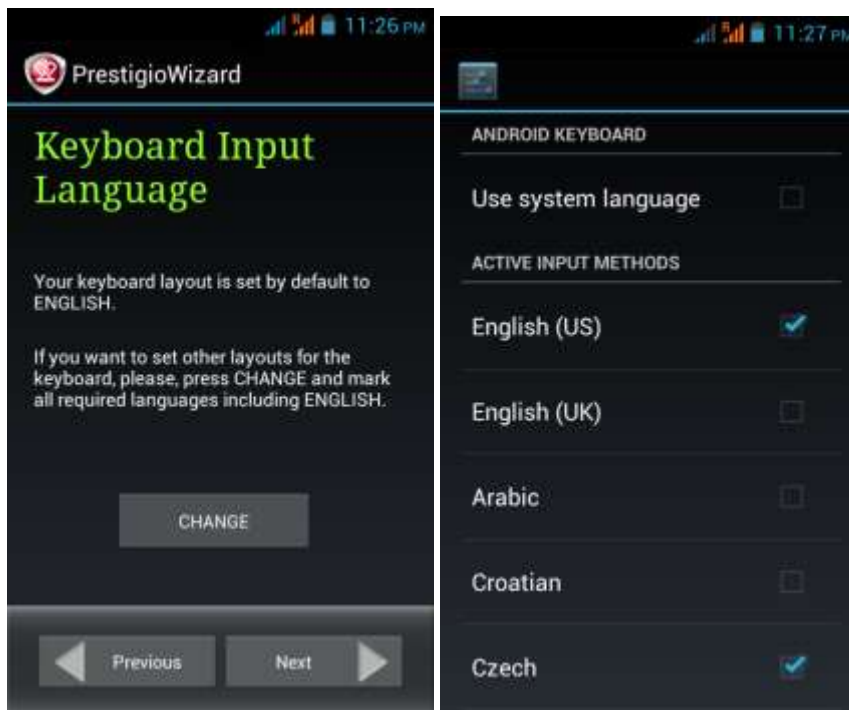 11:26 PM
PrestigioWizard
Keyboard Input
Language
Your keyboard layout is set by default to
ENGLISH.
If you want to set other layouts for the
keyboard, please, press CHANGE and mark
all required languages including ENGLISH.
CHANGE
Previous
Next
11:27 PM
ANDROID KEYBOARD
Use system language
ACTIVE INPUT METHODS
English (US)
English (UK)
Arabic
Croatian
Czech